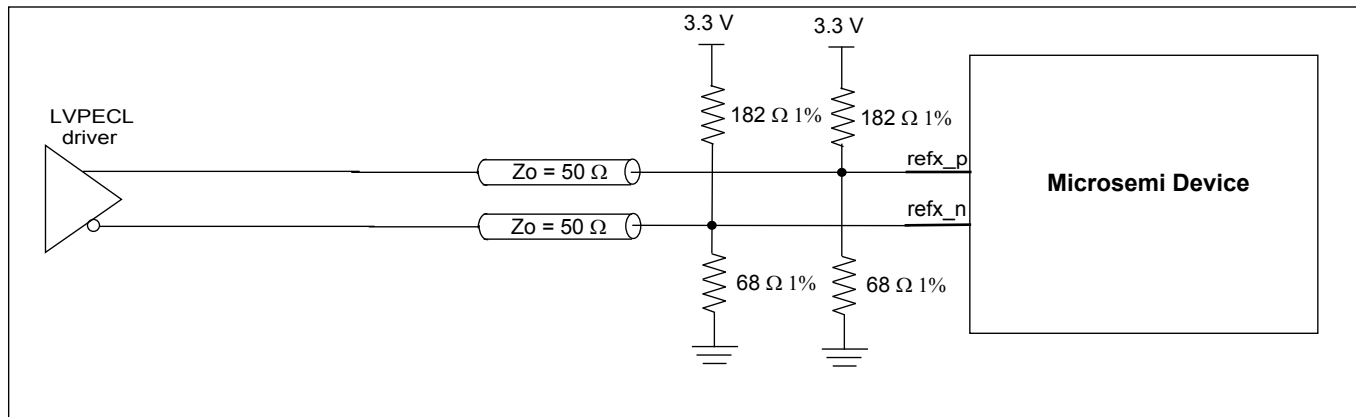 3.3 V
3.3 V
LVPECL
driver
182 Ω 1%
182 Ω 1%
Zo = 50 Ω
refx_p
Microsemi Device
Zo = 50 Ω
refx_n
68 Ω 1%
68 Ω 1%